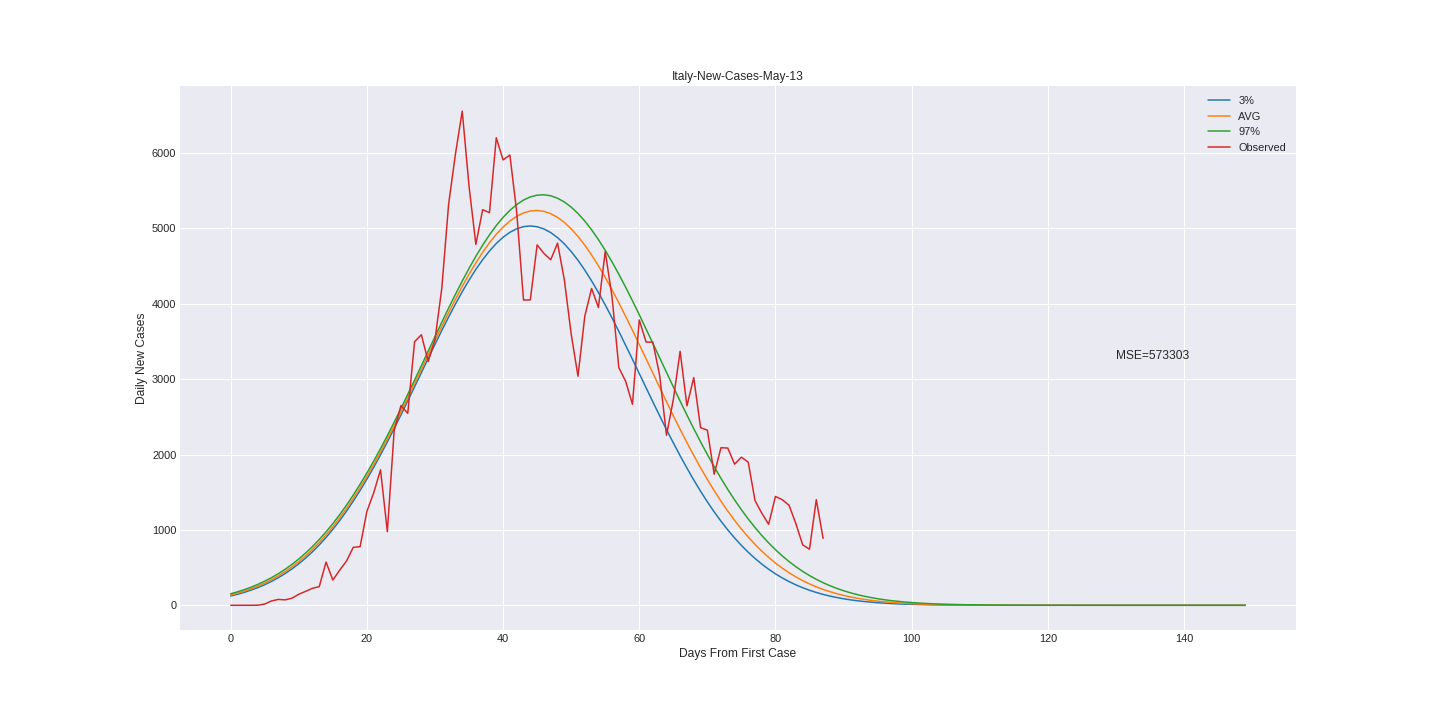 Italy-New-Cases-May-13
3%
AVG
97%
Observed
6000
5000
4000
3000
2000
1000
0
Daily New Cases
MSE=573303
0 20 40 60 80 100 120 140
Days From First Case